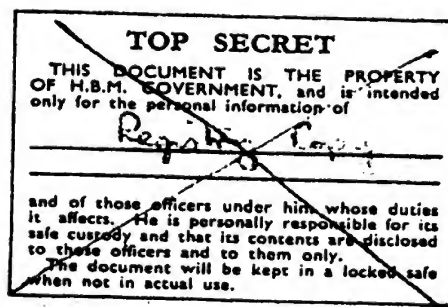 TOP SECRET
THIS DOCUMENT IS THE PROPERTY
OF H.B.M. GOVERNMENT, and is intended
only for the personal information of
Registry Copy
and of those officers under him whose duties
it affects. He is personally responsible for its
safe custody and that its contents are disclosed
to those officers and to them only.
The document will be kept in a locked safe
when not in actual use.